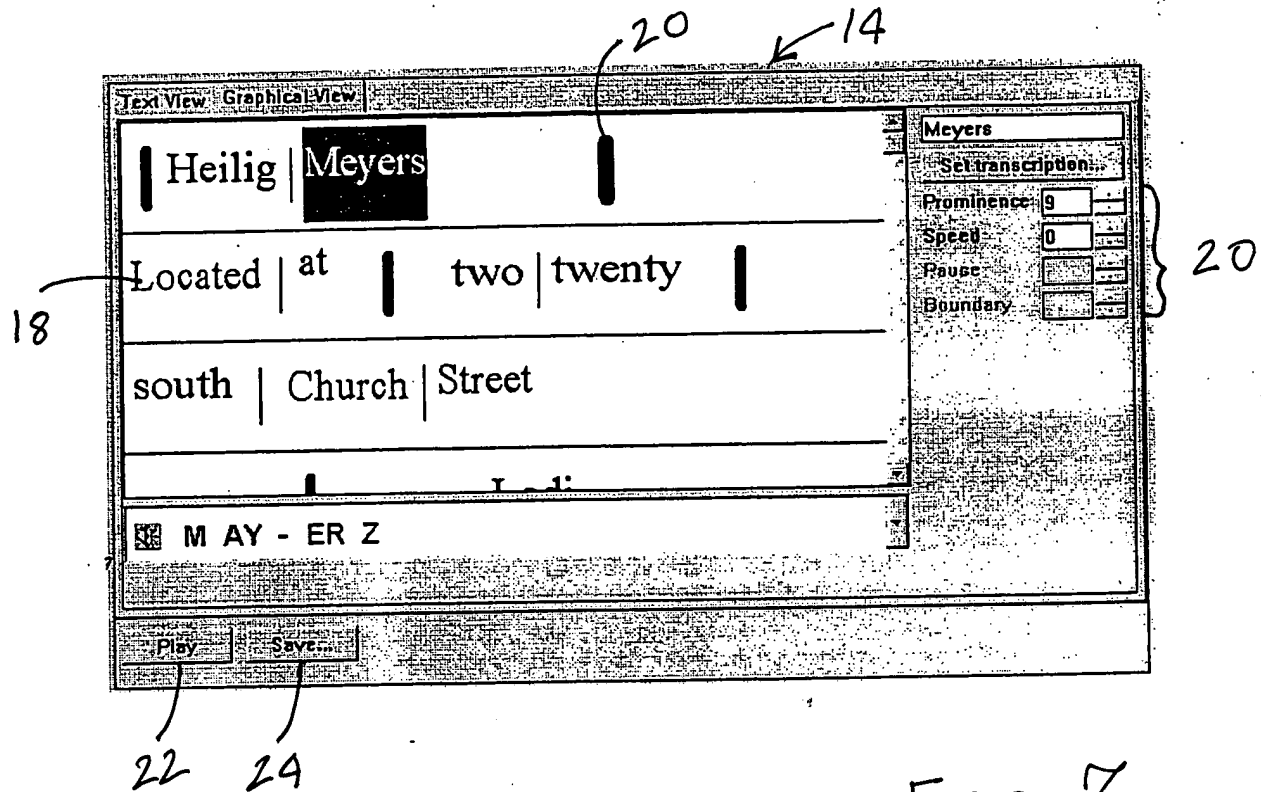 20
14
Text View Graphical View
Heilig Meyers
Meyers
Set transcription...
Prominence 9
Speed 0
Pause
Boundary
20
Located at two twenty
18
south Church Street
M AY - ER Z
Play Save...
22 24
7